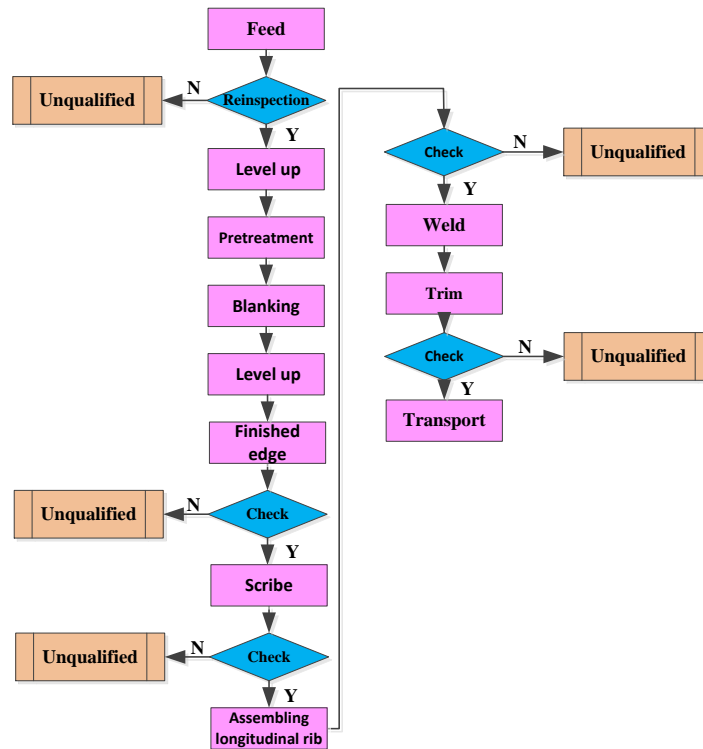 Feed
N
Unqualified
Reinspection
Y
Level up
Pretreatment
Blanking
Level up
Finished
edge
N
Unqualified
Check
Y
Scribe
N
Unqualified
Check
Y
Assembling
longitudinal rib
Check
N
Unqualified
Y
Weld
Trim
Check
N
Unqualified
Y
Transport